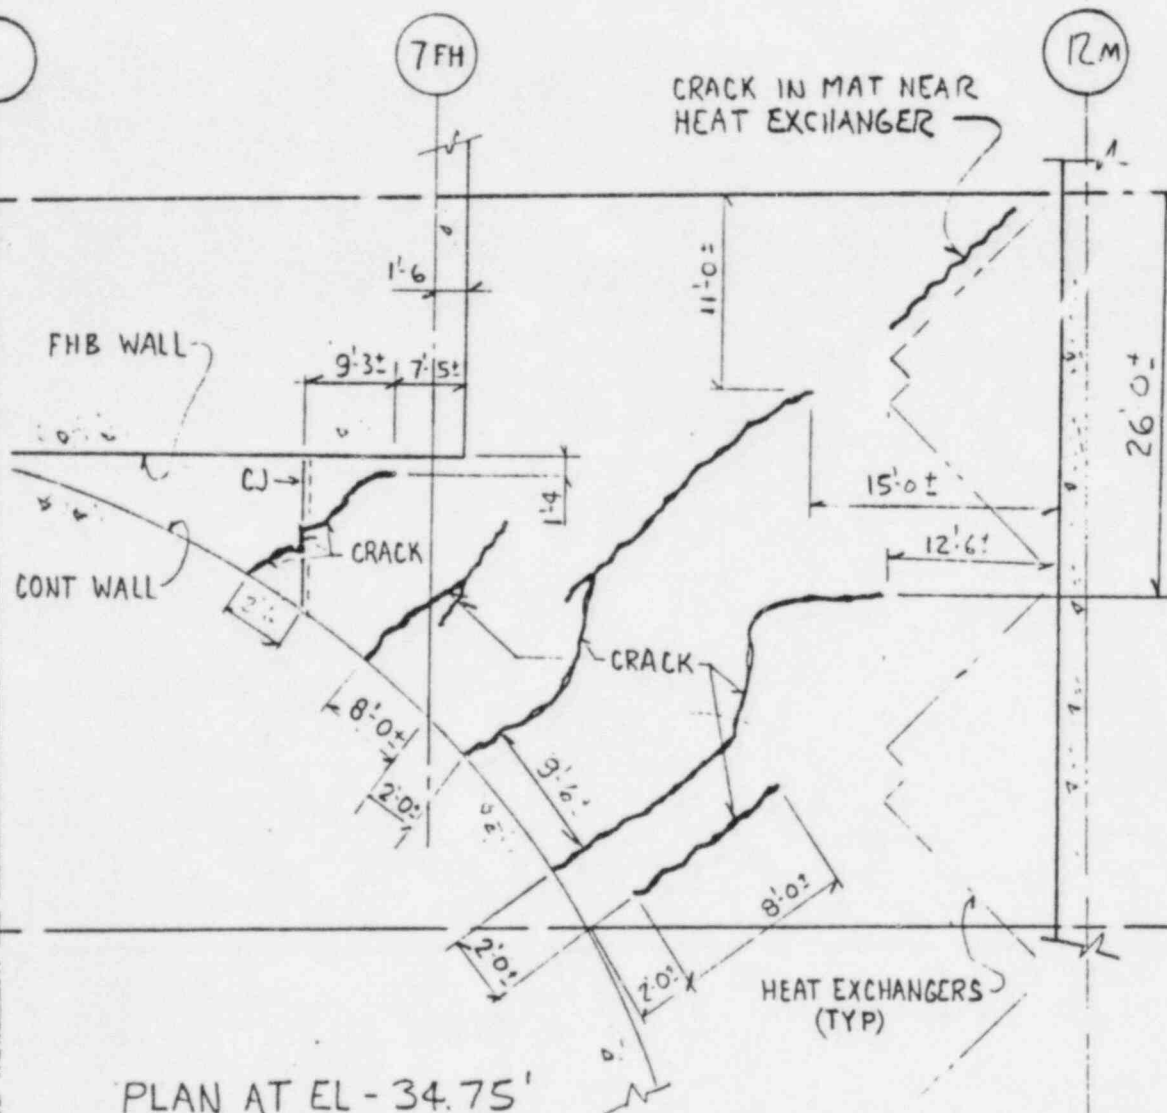 7FH
12M
CRACK IN MAT NEAR
HEAT EXCHANGER
1'-6
11'-0±
FHB WALL
9'-3±
7'-5±
26'0±
CJ
1'-4
15'-0±
CRACK
12'-6±
CONT WALL
CRACK
8'-0±
9'-6±
2'-0±
8'-0±
2'-0±
2'-0±
HEAT EXCHANGERS
(TYP)
PLAN AT EL - 34.75'